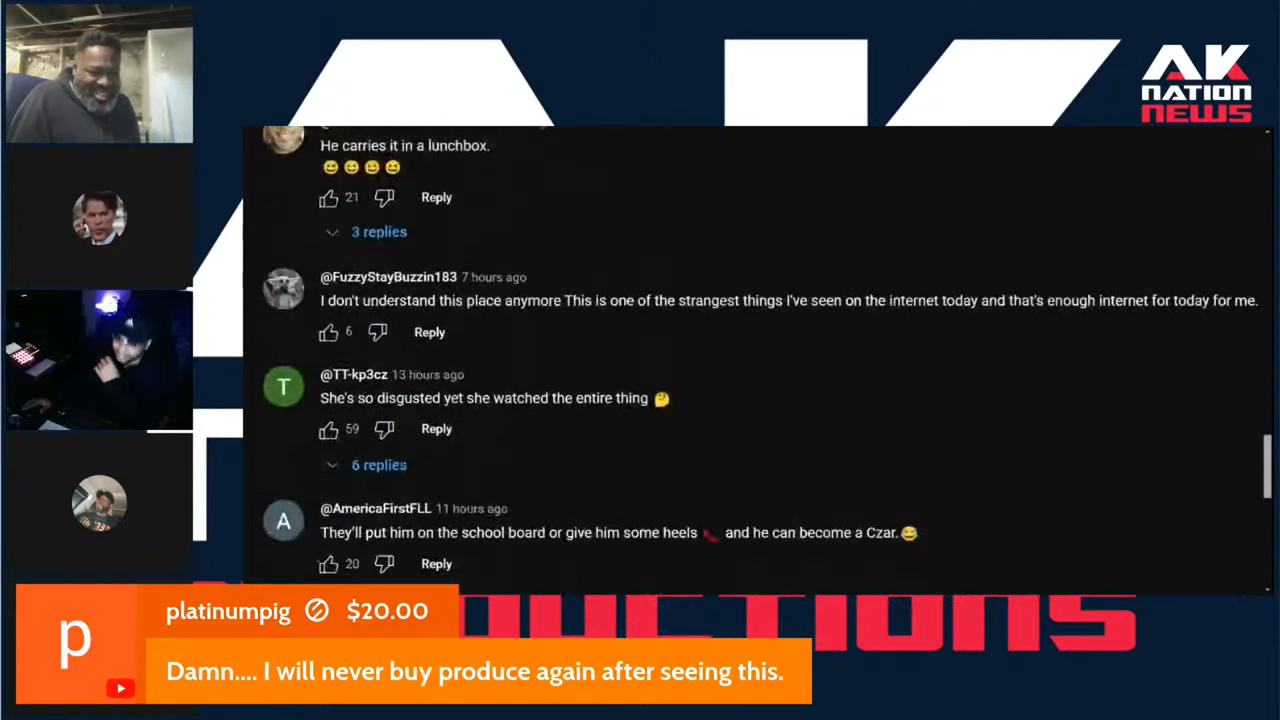 AK
NATION
NEWS
He carries it in a lunchbox.
😆 😆 😆 😆
21 Reply
3 replies
@FuzzyStayBuzzin183 7 hours ago
I don't understand this place anymore This is one of the strangest things I've seen on the internet today and that's enough internet for today for me.
6 Reply
@TT-kp3cz 13 hours ago
T
She's so disgusted yet she watched the entire thing 🤔
59 Reply
6 replies
@AmericaFirstFLL 11 hours ago
A
They'll put him on the school board or give him some heels 👠 and he can become a Czar.😂
20 Reply
platinumpig $20.00
p
Damn.... I will never buy produce again after seeing this.